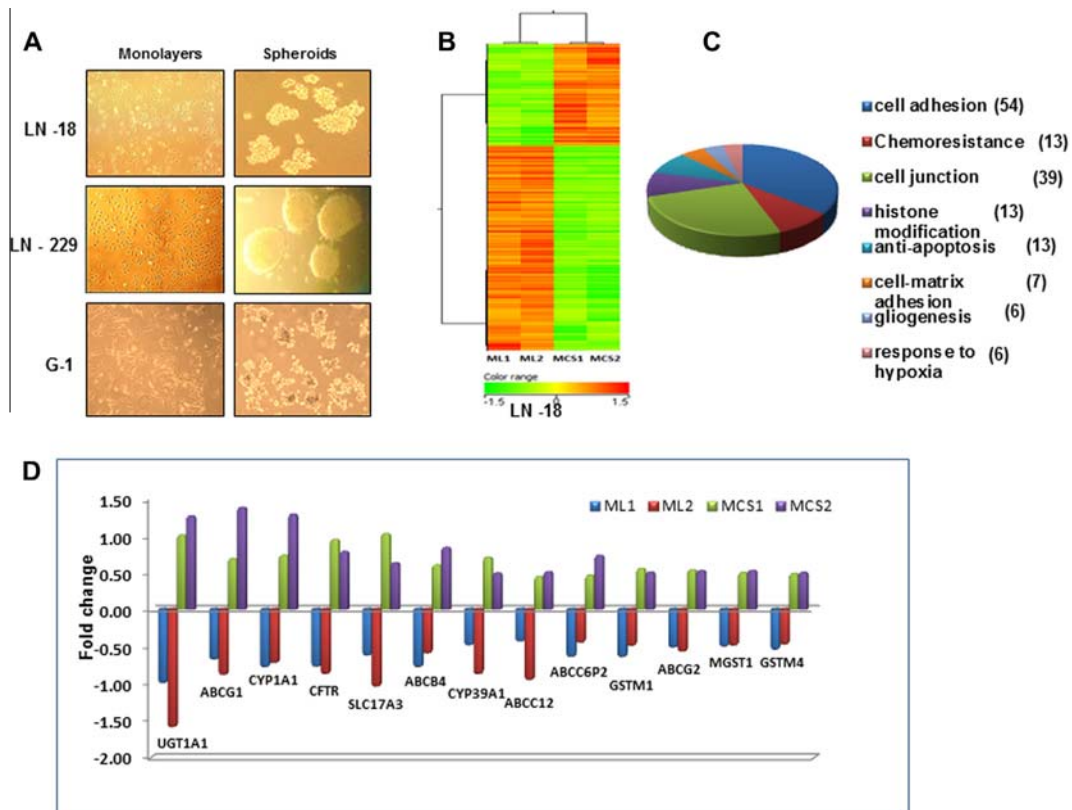 A
Monolayers Spheroids
LN -18
LN - 229
G-1
B
ML1 ML2 MCS1 MCS2
Color range
-1.5 0 1.5
LN -18
C
cell adhesion (54)
Chemoresistance (13)
cell junction (39)
histone (13)
modification
anti-apoptosis (13)
cell-matrix (7)
adhesion
gliogenesis (6)
response to (6)
hypoxia
D
ML1 ML2 MCS1 MCS2
Fold change
1.50
1.00
0.50
0.00
-0.50
-1.00
-1.50
-2.00
UGT1A1
ABCG1
CYP1A1
CFTR
SLC17A3
ABCB4
CYP39A1
ABCC12
ABCC6P2
GSTM1
ABCG2
MGST1
GSTM4